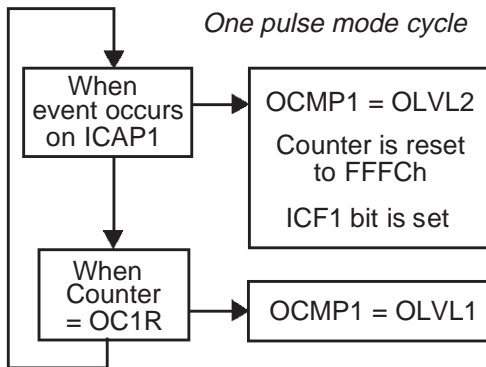 One pulse mode cycle
When
event occurs
on ICAP1
OCMP1 = OLVL2
Counter is reset
to FFFCh
ICF1 bit is set
When
Counter
= OC1R
OCMP1 = OLVL1